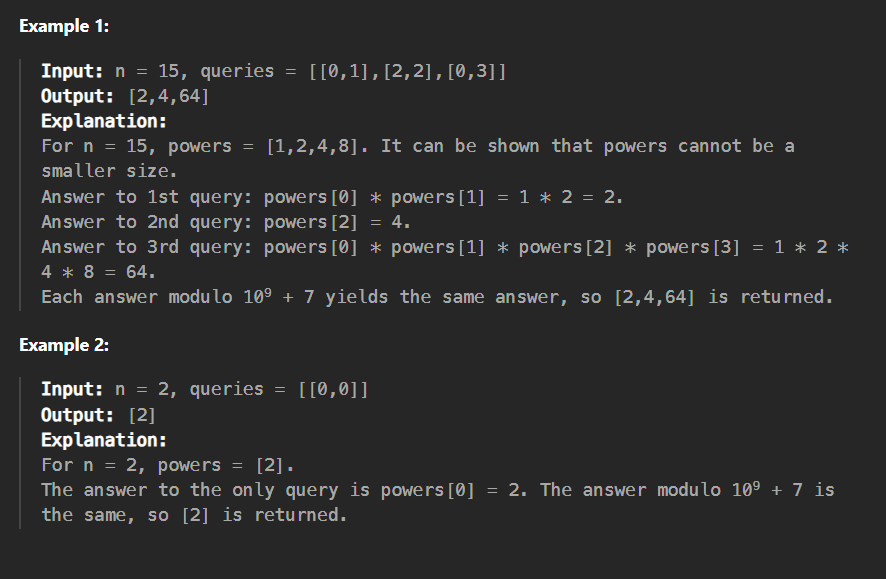 Example 1:
Input: n = 15, queries = [[0,1],[2,2],[0,3]]
Output: [2,4,64]
Explanation:
For n = 15, powers = [1,2,4,8]. It can be shown that powers cannot be a
smaller size.
Answer to 1st query: powers[0] * powers[1] = 1 * 2 = 2.
Answer to 2nd query: powers[2] = 4.
Answer to 3rd query: powers[0] * powers[1] * powers[2] * powers[3] = 1 * 2 *
4 * 8 = 64.
Each answer modulo 10⁹ + 7 yields the same answer, so [2,4,64] is returned.
Example 2:
Input: n = 2, queries = [[0,0]]
Output: [2]
Explanation:
For n = 2, powers = [2].
The answer to the only query is powers[0] = 2. The answer modulo 10⁹ + 7 is
the same, so [2] is returned.